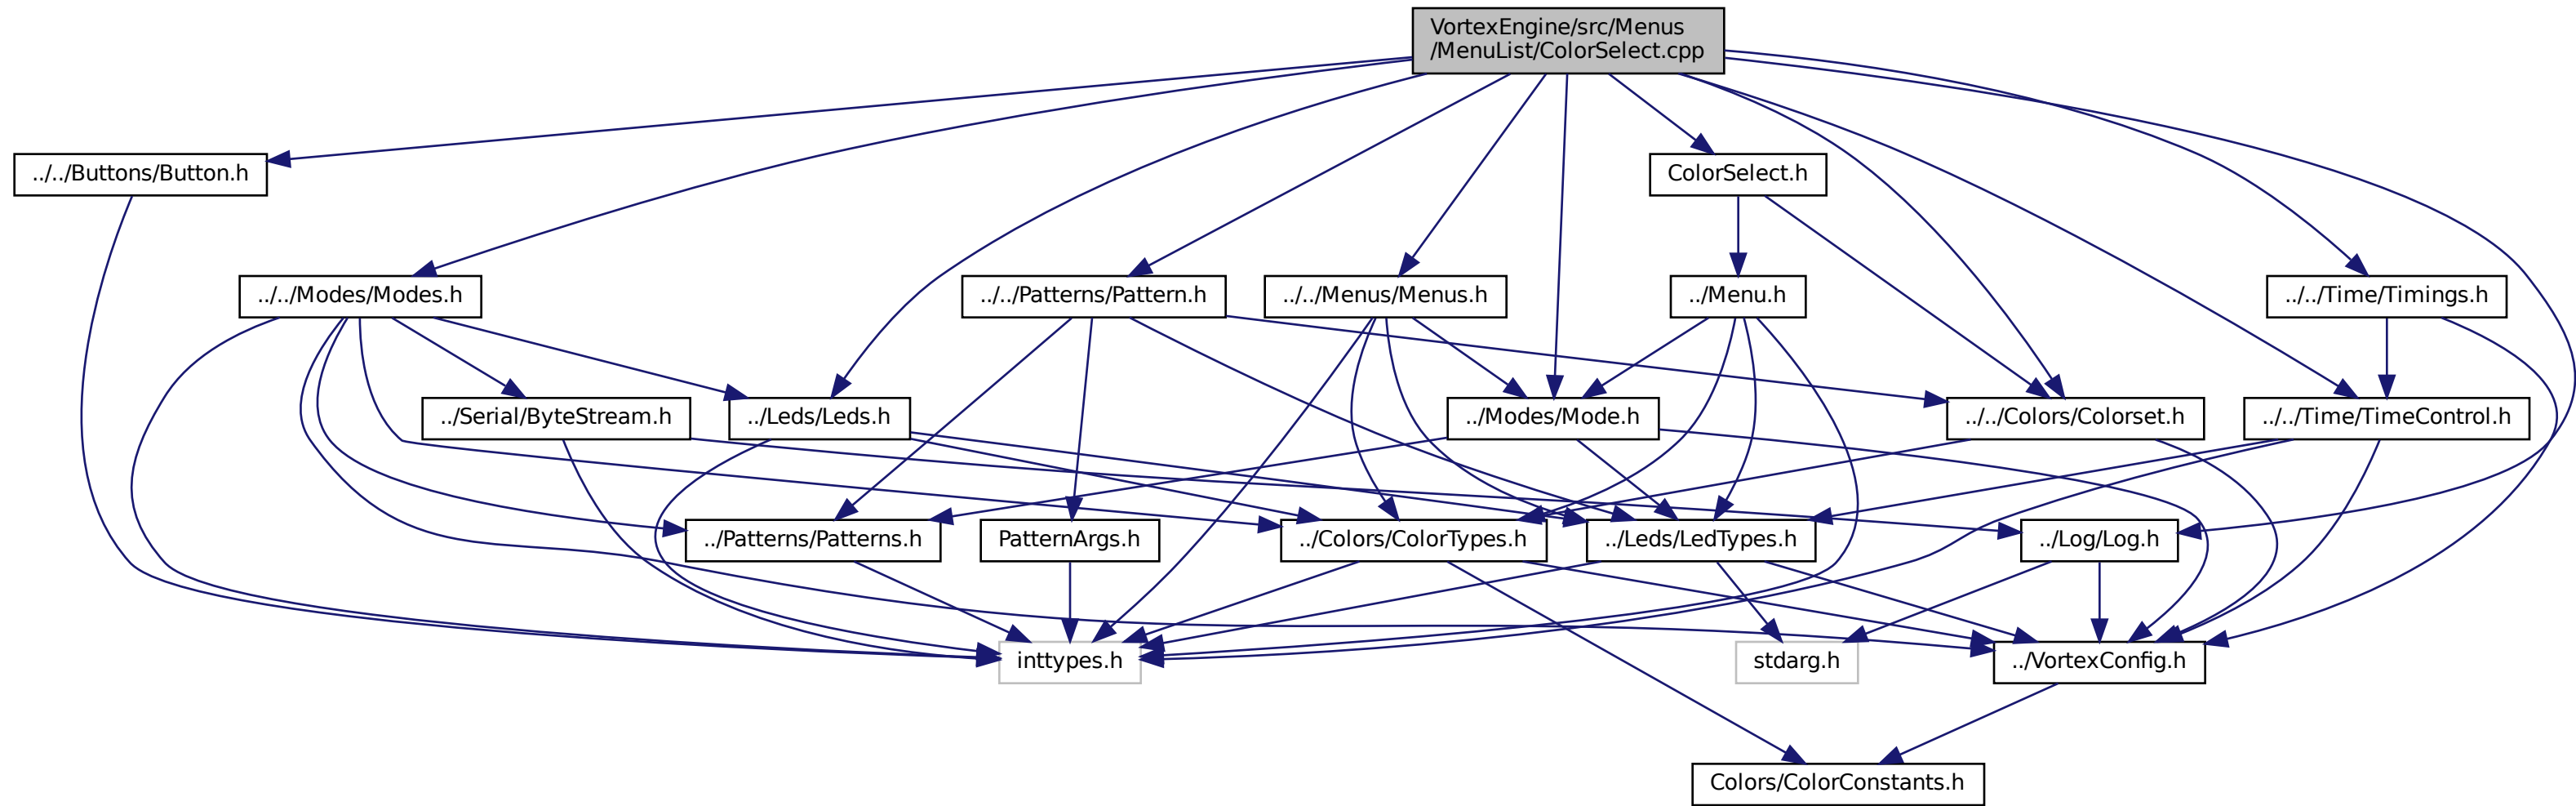 VortexEngine/src/Menus
/MenuList/ColorSelect.cpp
../../Buttons/Button.h
ColorSelect.h
../../Modes/Modes.h
../../Patterns/Pattern.h
../../Menus/Menus.h
../Menu.h
../../Time/Timings.h
../Serial/ByteStream.h
../Leds/Leds.h
../Modes/Mode.h
../../Colors/Colorset.h
../../Time/TimeControl.h
../Patterns/Patterns.h
PatternArgs.h
../Colors/ColorTypes.h
../Leds/LedTypes.h
../Log/Log.h
inttypes.h
stdarg.h
../VortexConfig.h
Colors/ColorConstants.h